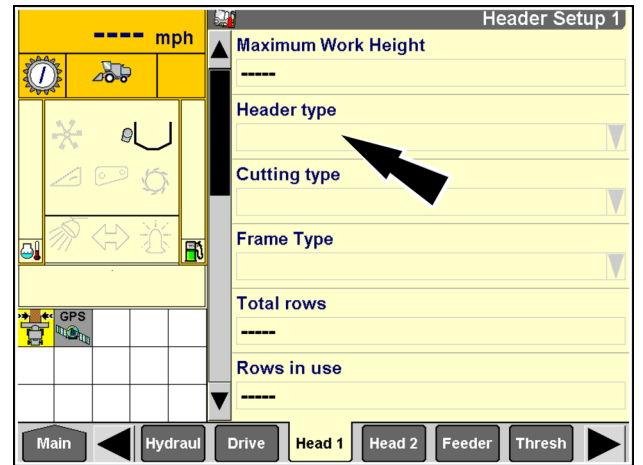 Header Setup 1
---- mph
Maximum Work Height
-----
Header type
Cutting type
Frame Type
Total rows
-----
Rows in use
-----
GPS
Main
Hydraul
Drive
Head 1
Head 2
Feeder
Thresh